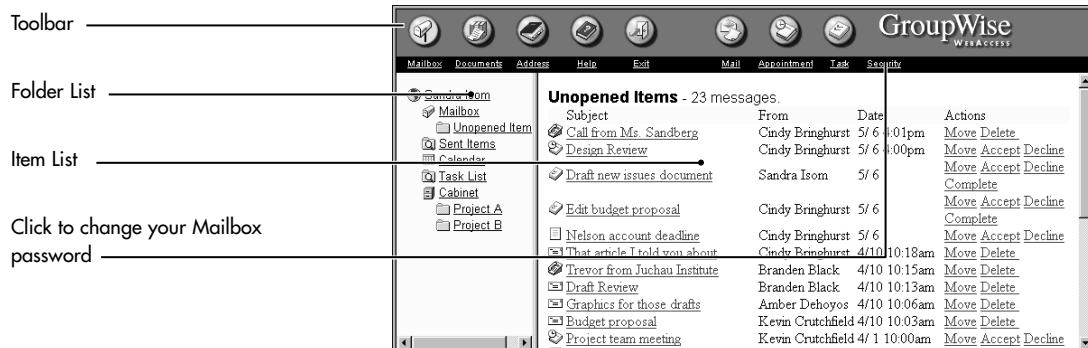 Toolbar
Folder List
Item List
Click to change your Mailbox
password
GroupWise
WEBACCESS
Mailbox Documents Address Help Exit Mail Appointment Task Security
Sandra Isom
Mailbox
Unopened Item
Sent Items
Calendar
Task List
Cabinet
Project A
Project B
Unopened Items - 23 messages.
Subject From Date Actions
Call from Ms. Sandberg Cindy Bringhurst 5/ 6 4:01pm Move Delete
Design Review Cindy Bringhurst 5/ 6 4:00pm Move Accept Decline
Draft new issues document Sandra Isom 5/ 6 Move Accept Decline
Complete
Edit budget proposal Cindy Bringhurst 5/ 6 Move Accept Decline
Complete
Nelson account deadline Cindy Bringhurst 5/ 6 Move Accept Decline
That article I told you about Cindy Bringhurst 4/10 10:18am Move Delete
Trevor from Juchau Institute Branden Black 4/10 10:15am Move Delete
Draft Review Branden Black 4/10 10:13am Move Delete
Graphics for those drafts Amber Dehoyos 4/10 10:06am Move Delete
Budget proposal Kevin Crutchfield 4/10 10:03am Move Delete
Project team meeting Kevin Crutchfield 4/ 1 10:00am Move Accept Decline